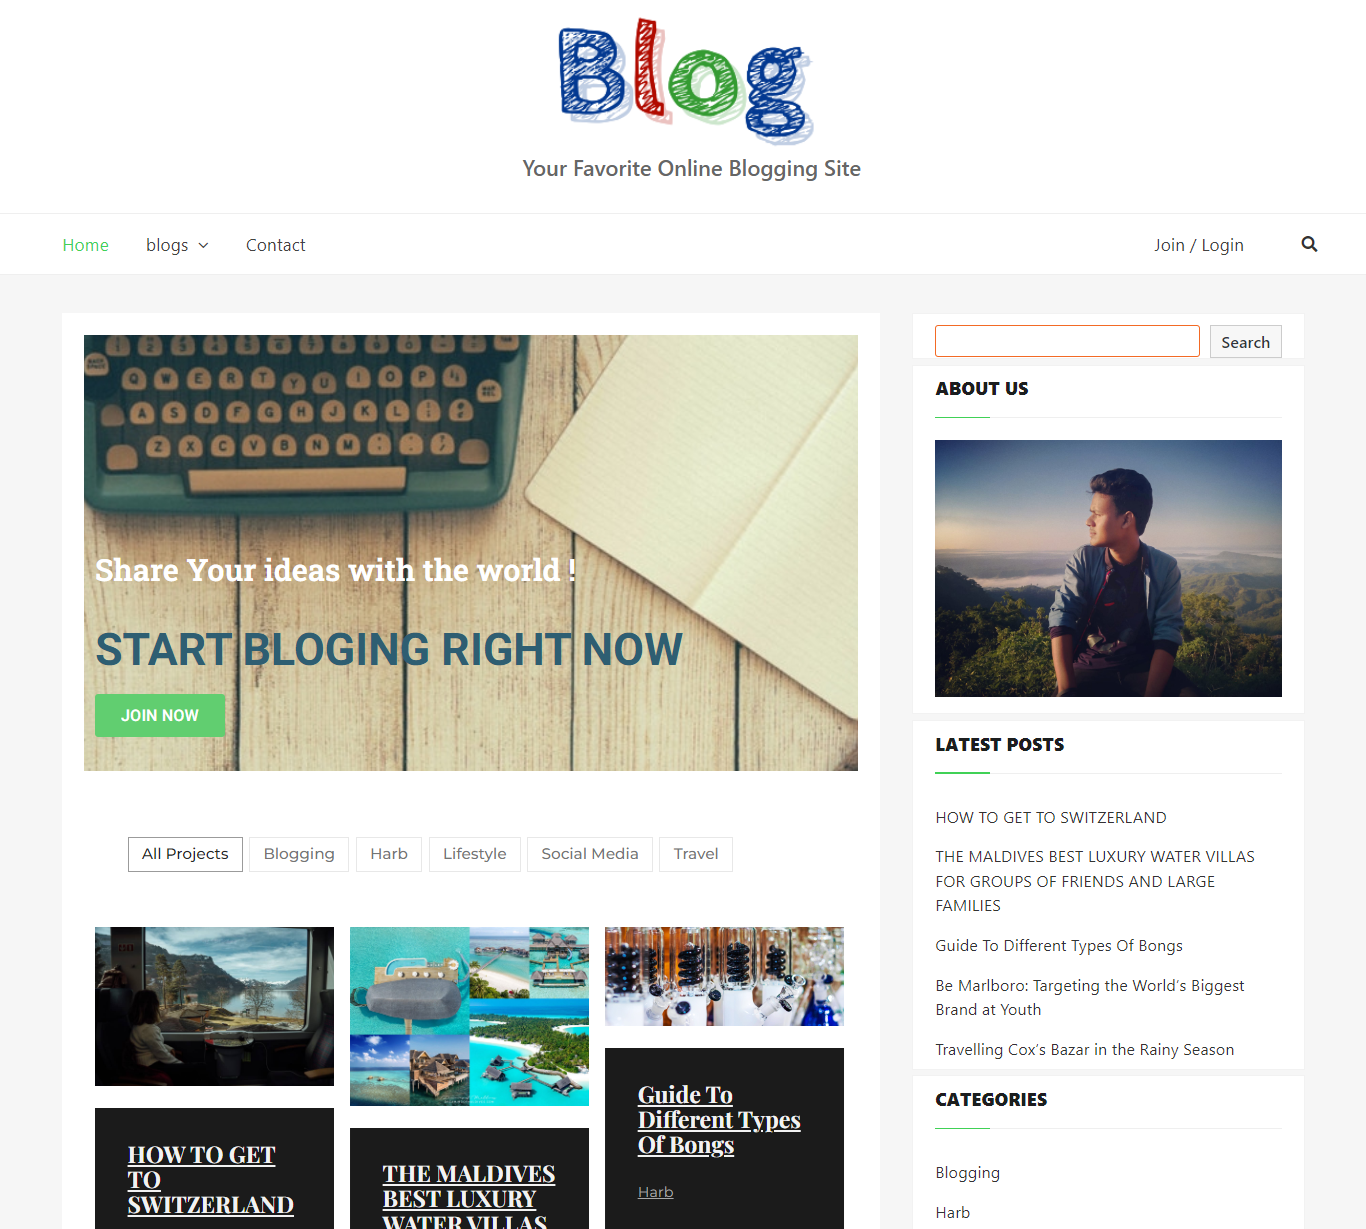 Blog
Your Favorite Online Blogging Site
Home
blogs
Contact
Join / Login
Q W E R T Y U I O P
A S D F G H J K L
Z X C V B N M
Share Your ideas with the world !
START BLOGING RIGHT NOW
JOIN NOW
All Projects
Blogging
Harb
Lifestyle
Social Media
Travel
HOW TO GET
TO
SWITZERLAND
THE MALDIVES
BEST LUXURY
WATER VILLAS
Guide To
Different Types
Of Bongs
Harb
Search
ABOUT US
LATEST POSTS
HOW TO GET TO SWITZERLAND
THE MALDIVES BEST LUXURY WATER VILLAS
FOR GROUPS OF FRIENDS AND LARGE
FAMILIES
Guide To Different Types Of Bongs
Be Marlboro: Targeting the World’s Biggest
Brand at Youth
Travelling Cox’s Bazar in the Rainy Season
CATEGORIES
Blogging
Harb